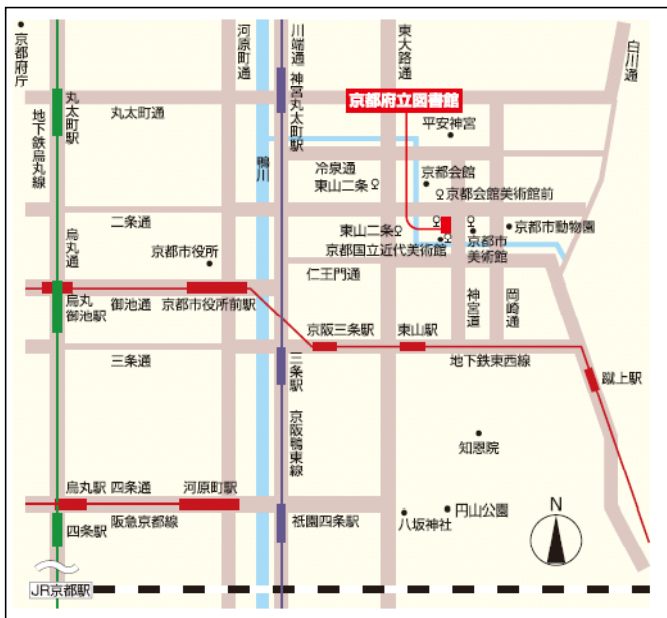 京都府庁
地下鉄烏丸線
丸太町駅
丸太町通
河原町通
川端通
神宮丸太町駅
東大路通
白川通
京都府立図書館
平安神宮
鴨川
冷泉通
東山二条
京都会館
京都会館美術館前
烏丸通
二条通
京都市役所
東山二条
京都国立近代美術館
京都市
美術館
京都市動物園
仁王門通
烏丸
御池駅
御池通
京都市役所前駅
京阪三条駅
東山駅
神宮道
岡崎通
三条通
三条駅
地下鉄東西線
蹴上駅
京阪鴨東線
知恩院
烏丸駅
四条通
河原町駅
阪急京都線
四条駅
祇園四条駅
八坂神社
円山公園
N
JR京都駅